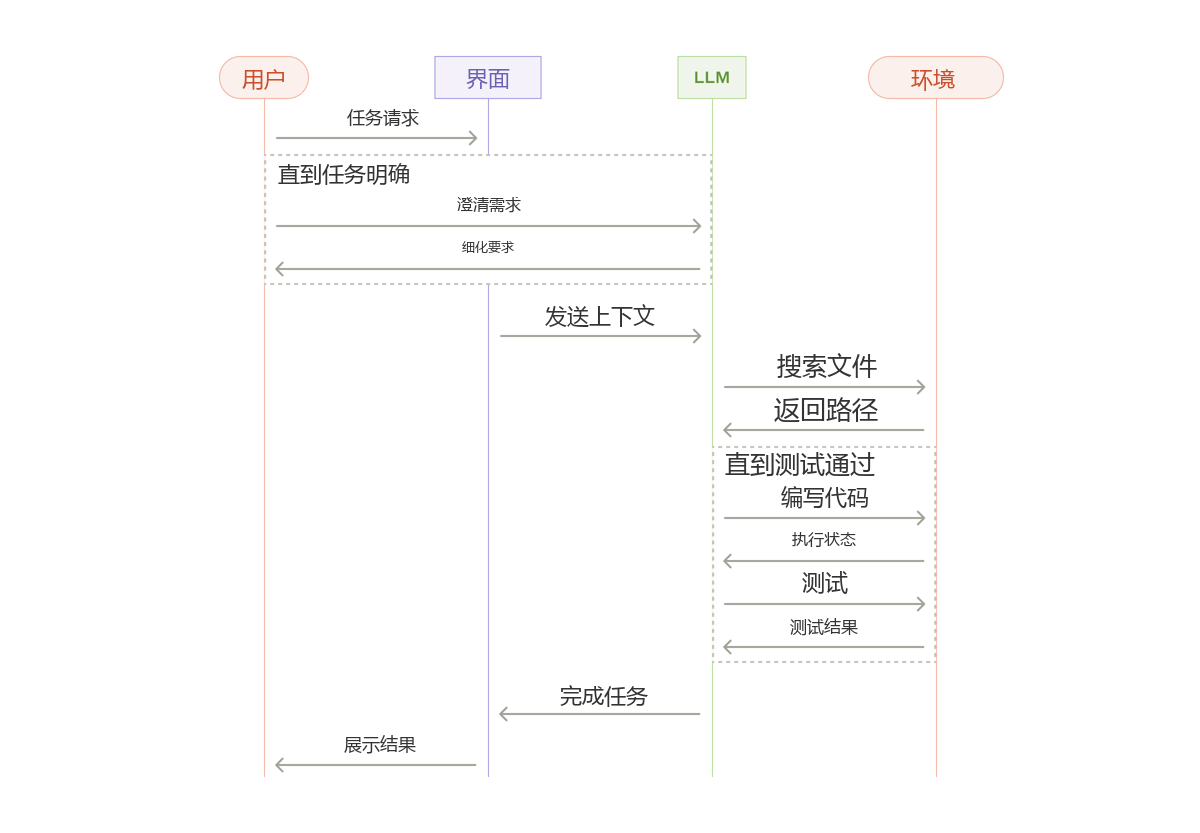 用户
界面
LLM
环境
任务请求
直到任务明确
澄清需求
细化要求
发送上下文
搜索文件
返回路径
直到测试通过
编写代码
执行状态
测试
测试结果
完成任务
展示结果